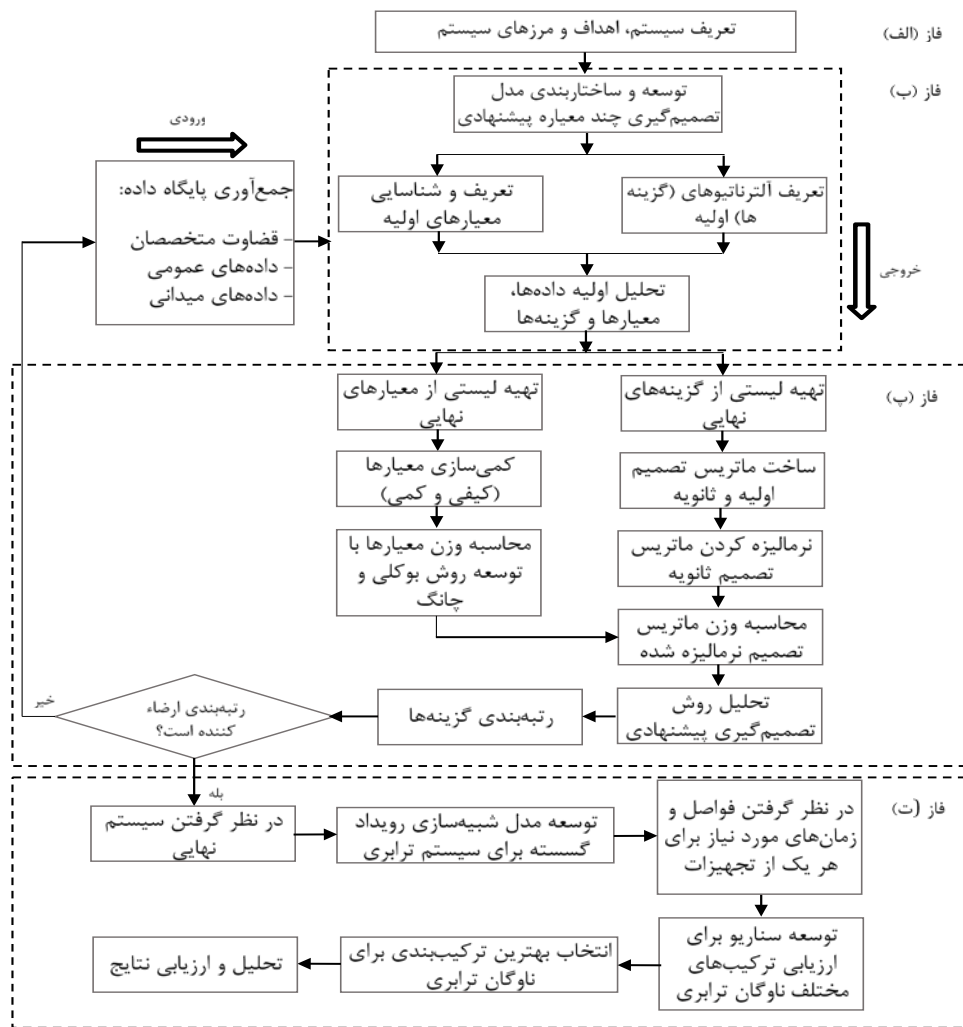 فاز (الف)
تعریف سیستم، اهداف و مرزهای سیستم
فاز (ب)
توسعه و ساختاربندی مدل
تصمیم‌گیری چند معیاره پیشنهادی
ورودی
جمع‌آوری پایگاه داده:
- قضاوت متخصصان
- داده‌های عمومی
- داده‌های میدانی
تعریف آلترناتیوهای (گزینه
ها) اولیه
تعریف و شناسایی
معیارهای اولیه
خروجی
تحلیل اولیه داده‌ها،
معیارها و گزینه‌ها
فاز (پ)
تهیه لیستی از گزینه‌های
نهایی
تهیه لیستی از معیارهای
نهایی
ساخت ماتریس تصمیم
اولیه و ثانویه
کمی‌سازی معیارها
(کیفی و کمی)
نرمالیزه کردن ماتریس
تصمیم ثانویه
محاسبه وزن معیارها با
توسعه روش بوکلی و
چانگ
محاسبه وزن ماتریس
تصمیم نرمالیزه شده
تحلیل روش
تصمیم‌گیری پیشنهادی
رتبه‌بندی گزینه‌ها
رتبه‌بندی ارضاء
کننده است؟
خیر
بله
فاز (ت)
در نظر گرفتن سیستم
نهایی
توسعه مدل شبیه‌سازی رویداد
گسسته برای سیستم ترابری
در نظر گرفتن فواصل و
زمان‌های مورد نیاز برای
هر یک از تجهیزات
توسعه سناریو برای
ارزیابی ترکیب‌های
مختلف ناوگان ترابری
انتخاب بهترین ترکیب‌بندی برای
ناوگان ترابری
تحلیل و ارزیابی نتایج